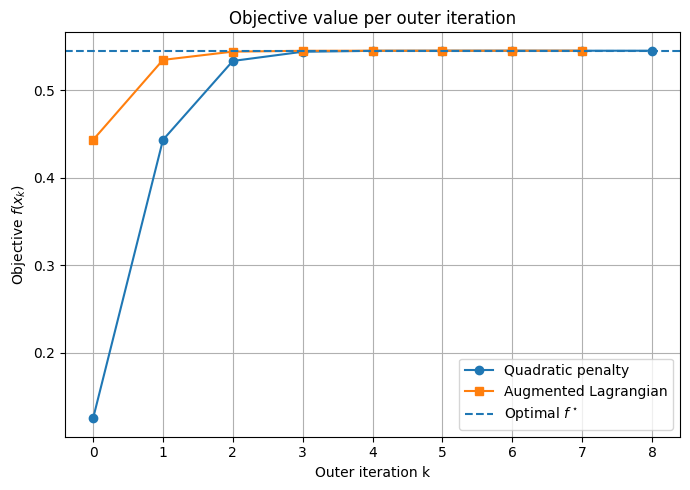 Objective value per outer iteration
Objective f(x_k)
0.5
0.4
0.3
0.2
0 1 2 3 4 5 6 7 8
Outer iteration k
Quadratic penalty
Augmented Lagrangian
Optimal f*